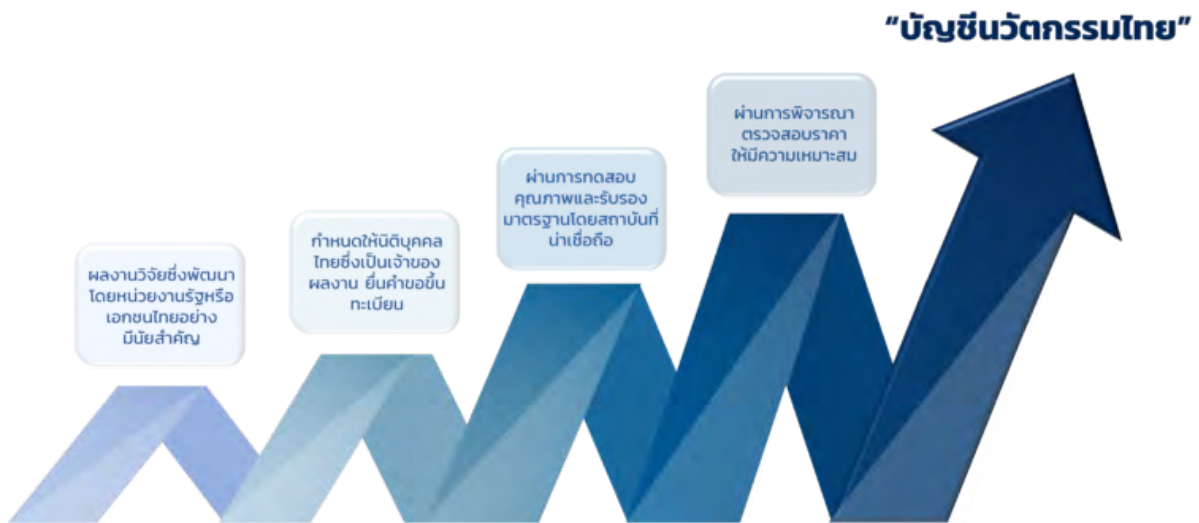 “บัญชีนวัตกรรมไทย”
ผ่านการพิจารณา
ตรวจสอบราคา
ให้มีความเหมาะสม
ผ่านการทดสอบ
คุณภาพและรับรอง
มาตรฐานโดยสถาบันที่
น่าเชื่อถือ
กำหนดให้นิติบุคคล
ไทยซึ่งเป็นเจ้าของ
ผลงาน ยื่นคำขอขึ้น
ทะเบียน
ผลงานวิจัยซึ่งพัฒนา
โดยหน่วยงานรัฐหรือ
เอกชนไทยอย่าง
มีนัยสำคัญ